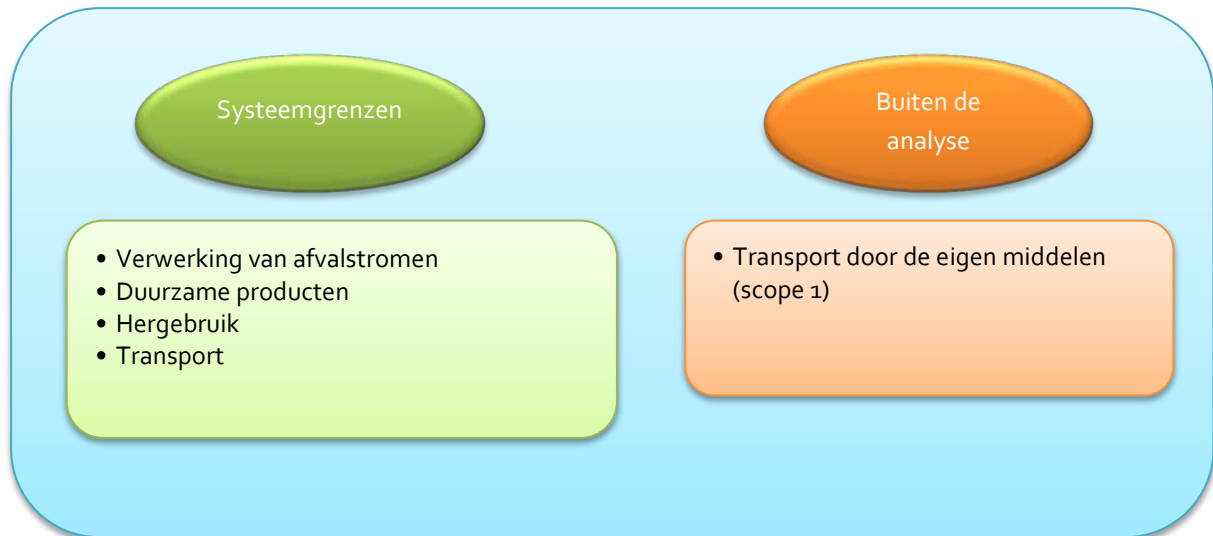 Systeemgrenzen
• Verwerking van afvalstromen
• Duurzame producten
• Hergebruik
• Transport
Buiten de
analyse
• Transport door de eigen middelen
(scope 1)